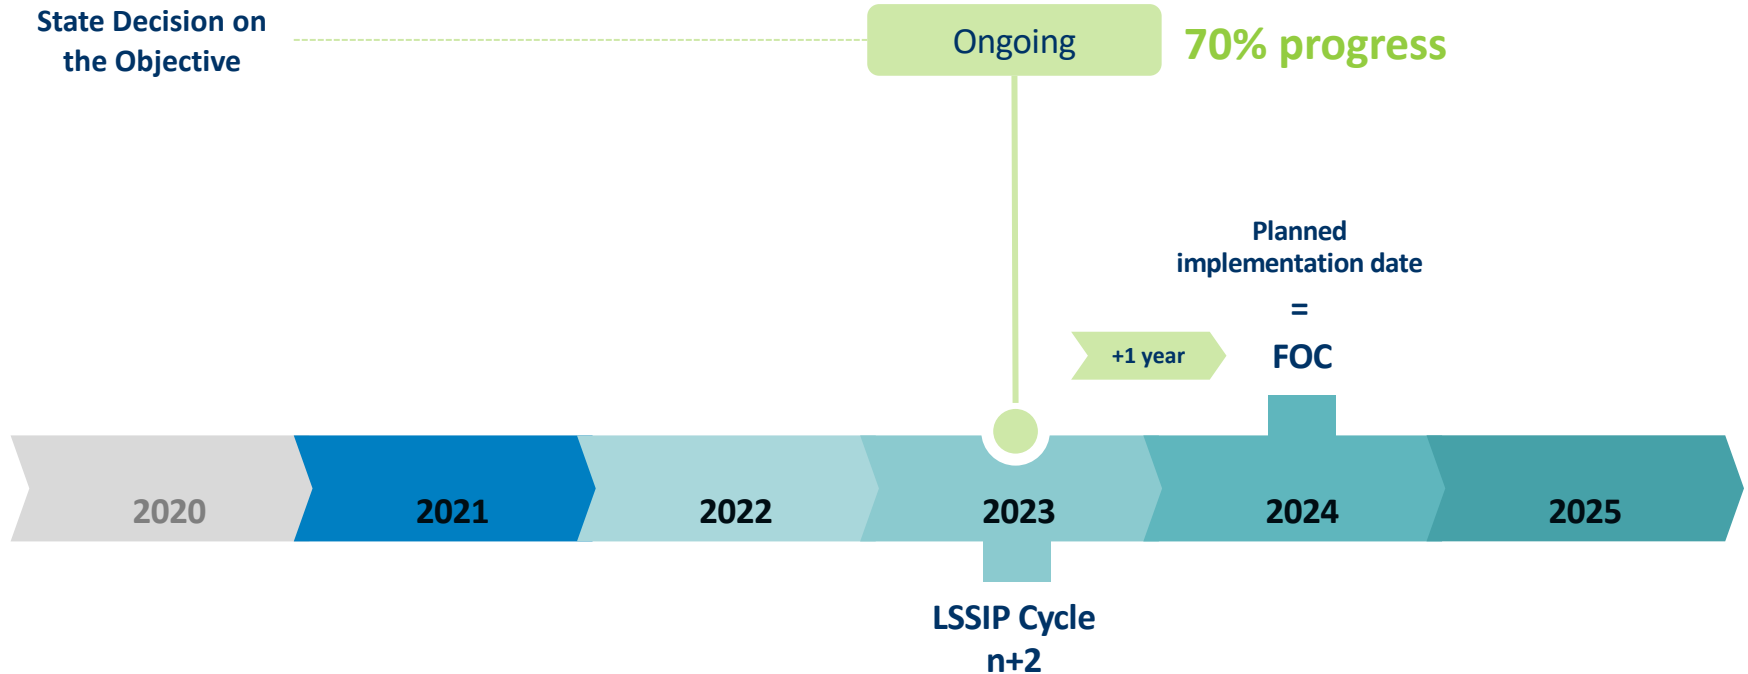 State Decision on
the Objective
Ongoing
70% progress
Planned
implementation date
=
FOC
+1 year
2020
2021
2022
2023
2024
2025
LSSIP Cycle
n+2